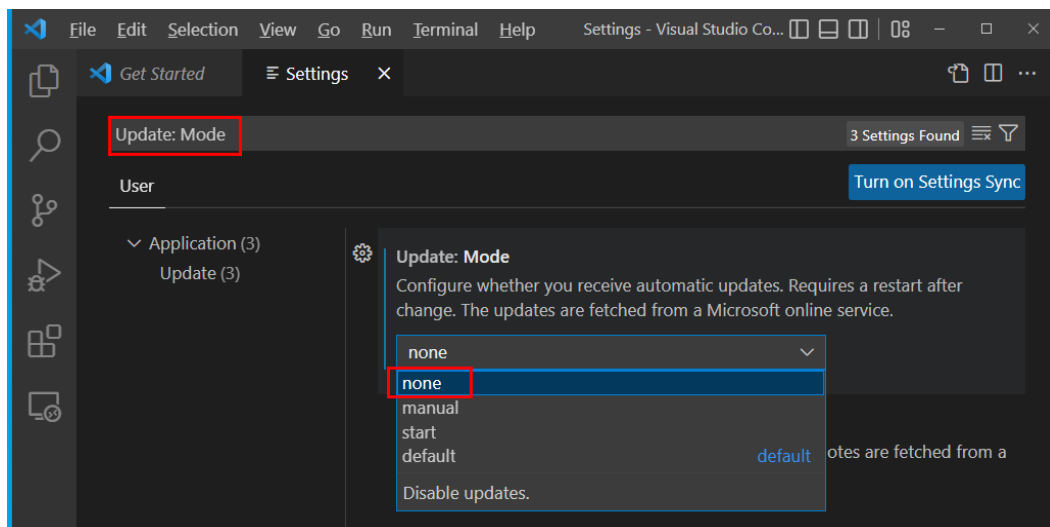 File Edit Selection View Go Run Terminal Help Settings - Visual Studio Co...
Get Started Settings
Update: Mode 3 Settings Found
User Turn on Settings Sync
Application (3)
Update (3)
Update: Mode
Configure whether you receive automatic updates. Requires a restart after
change. The updates are fetched from a Microsoft online service.
none
none
manual
start
default default
otes are fetched from a
Disable updates.